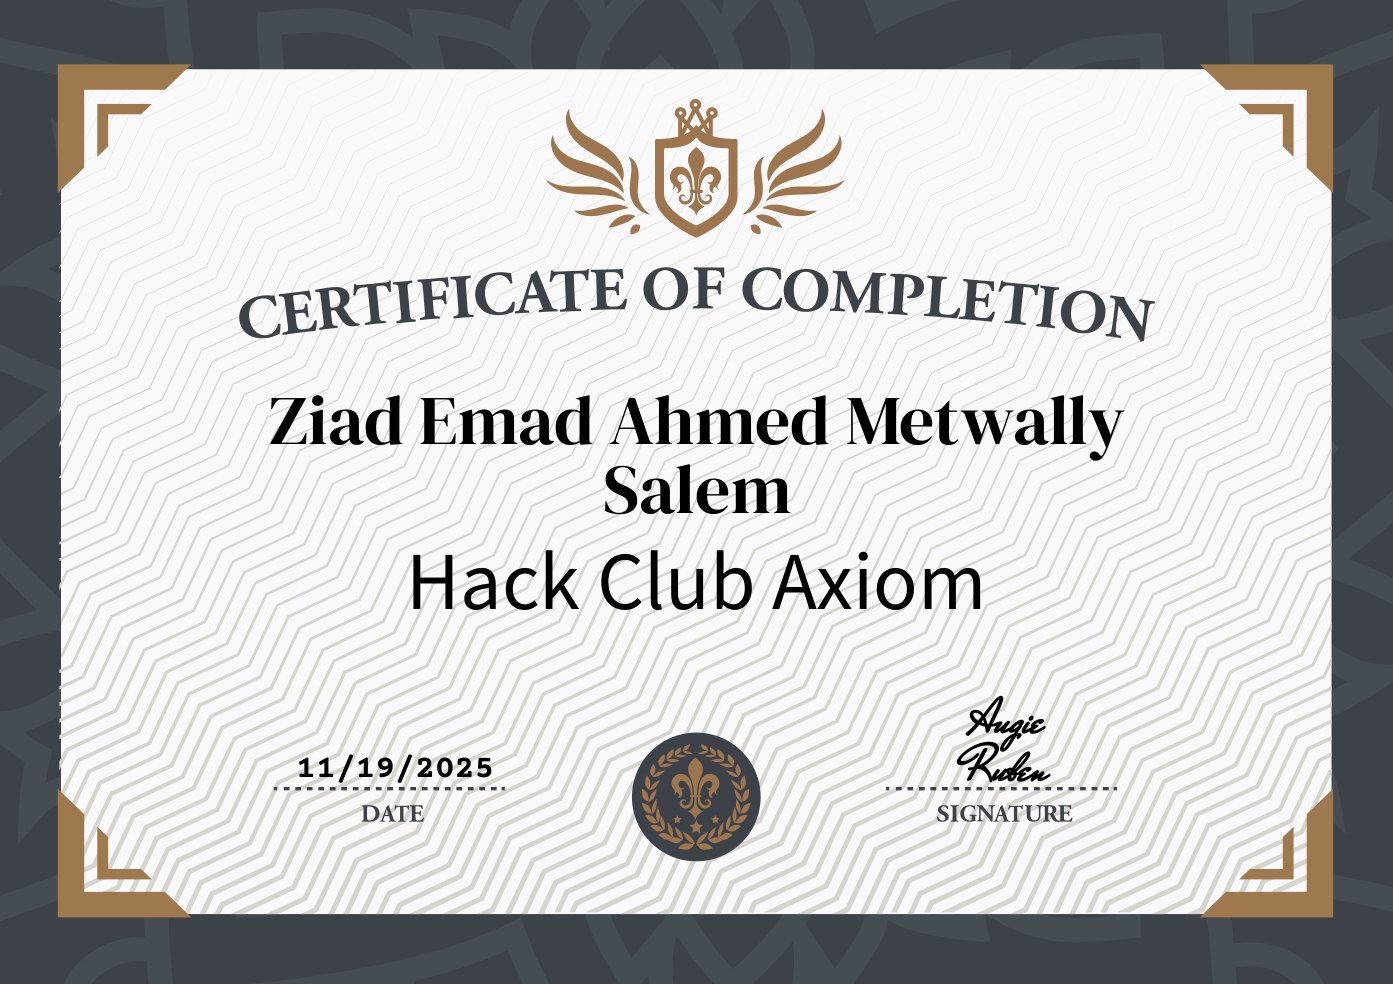 CERTIFICATE OF COMPLETION
Ziad Emad Ahmed Metwally
Salem
Hack Club Axiom
11/19/2025
DATE
Augie
Ruben
SIGNATURE